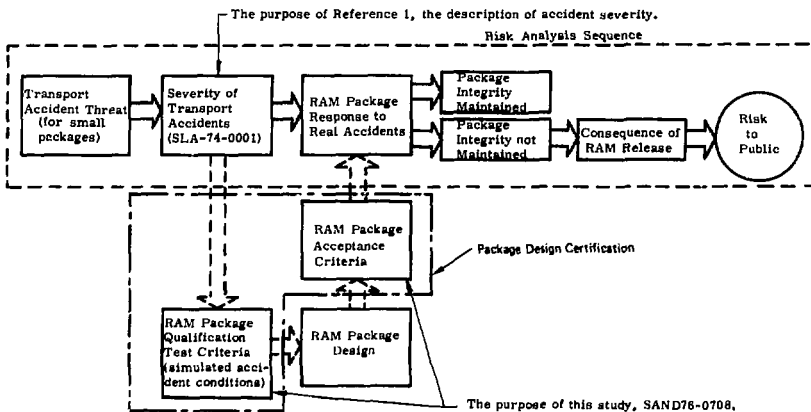 The purpose of Reference 1, the description of accident severity.
Risk Analysis Sequence
Transport
Accident Threat
(for small
packages)
Severity of
Transport
Accidents
(SLA-74-0001)
RAM Package
Response to
Real Accidents
Package
Integrity
Maintained
Package
Integrity not
Maintained
Consequence of
RAM Release
Risk
to
Public
RAM Package
Acceptance
Criteria
Package Design Certification
RAM Package
Qualification
Test Criteria
(simulated acci-
dent conditions)
RAM Package
Design
The purpose of this study, SAND76-0708.